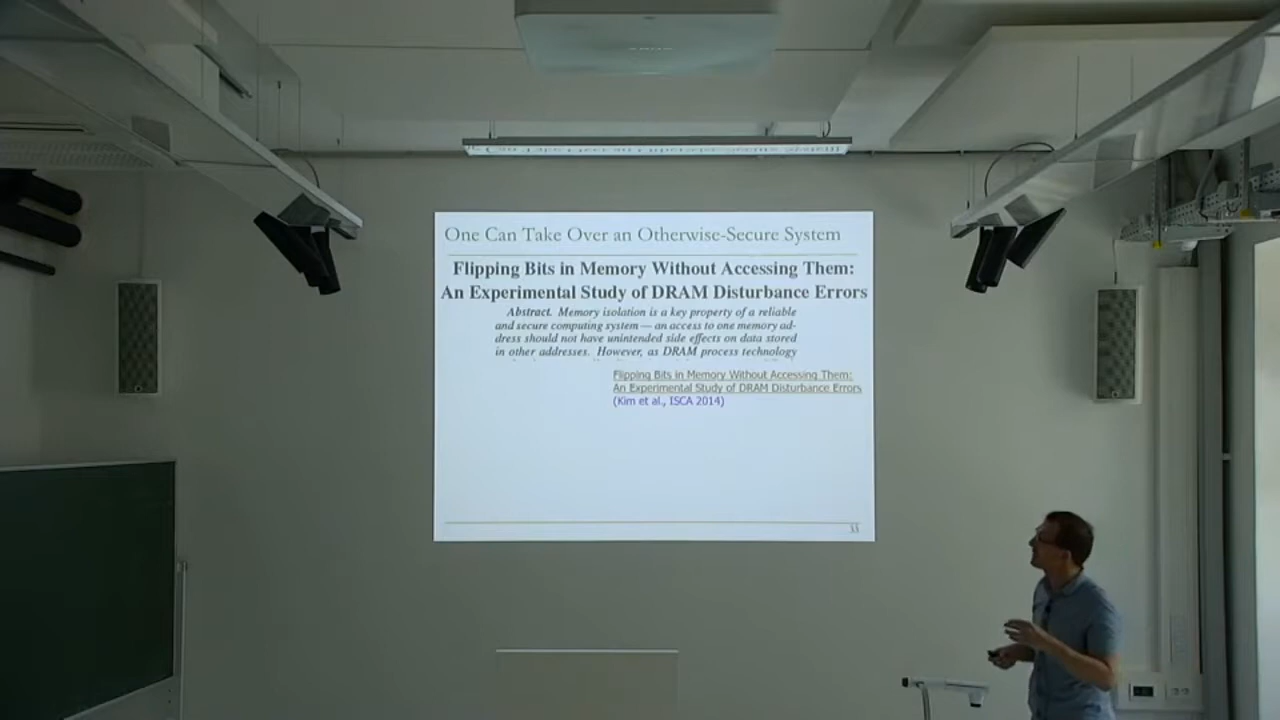 One Can Take Over an Otherwise-Secure System
Flipping Bits in Memory Without Accessing Them:
An Experimental Study of DRAM Disturbance Errors
Abstract. Memory isolation is a key property of a reliable
and secure computing system — an access to one memory ad-
dress should not have unintended side effects on data stored
in other addresses. However, as DRAM process technology
Flipping Bits in Memory Without Accessing Them:
An Experimental Study of DRAM Disturbance Errors
(Kim et al., ISCA 2014)
33